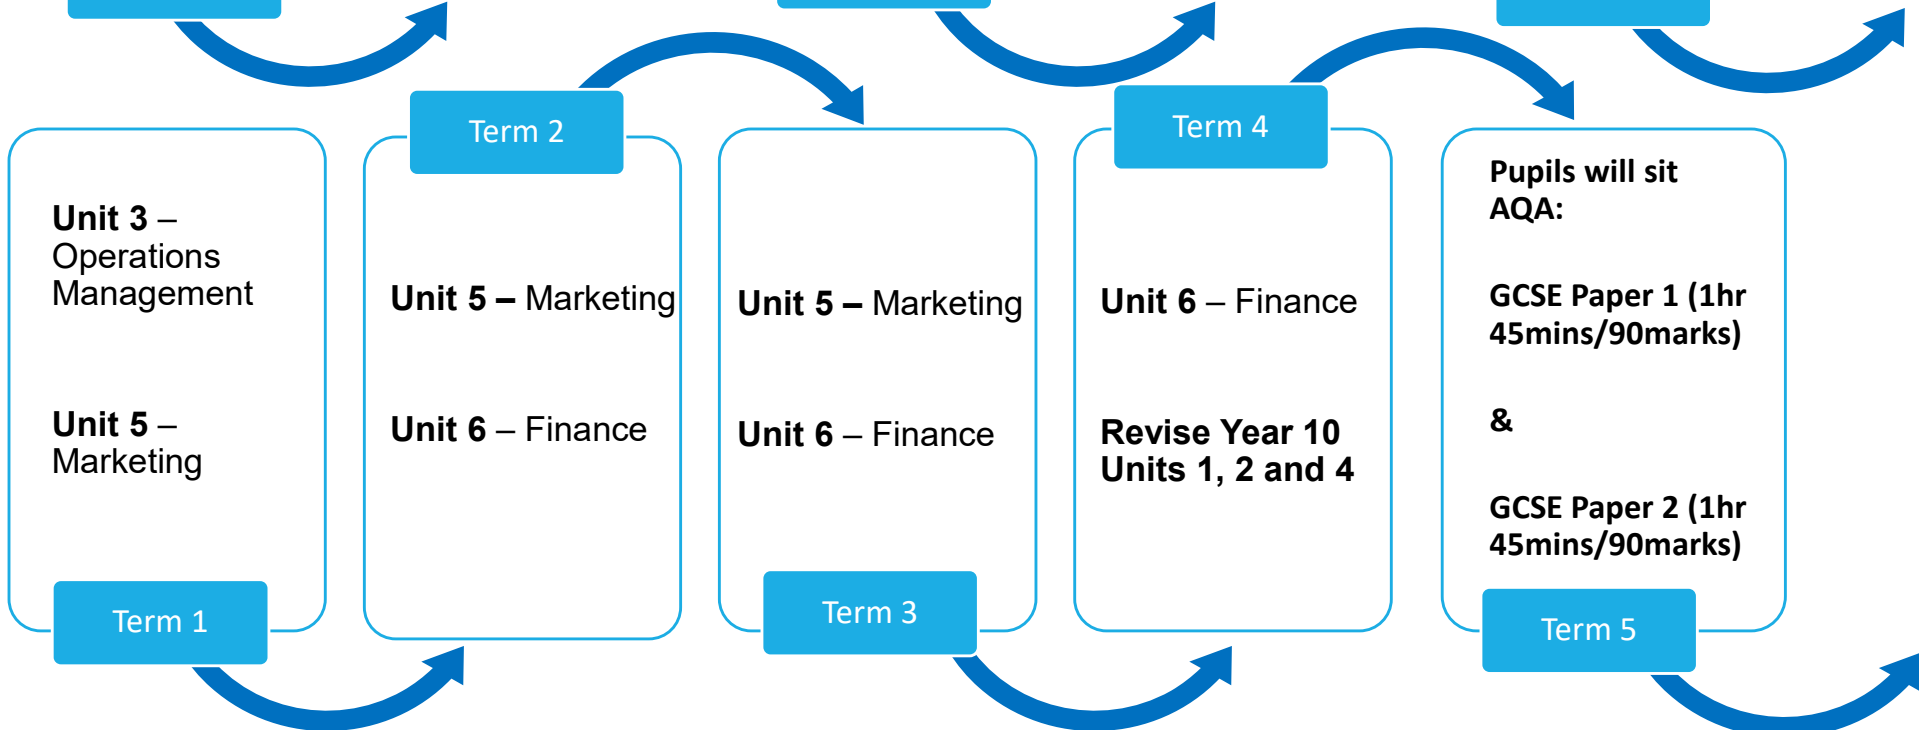 Unit 3 –
Operations
Management
Unit 5 –
Marketing
Term 1
Term 2
Unit 5 – Marketing
Unit 6 – Finance
Unit 5 – Marketing
Unit 6 – Finance
Term 3
Term 4
Unit 6 – Finance
Revise Year 10
Units 1, 2 and 4
Pupils will sit
AQA:
GCSE Paper 1 (1hr
45mins/90marks)
&
GCSE Paper 2 (1hr
45mins/90marks)
Term 5